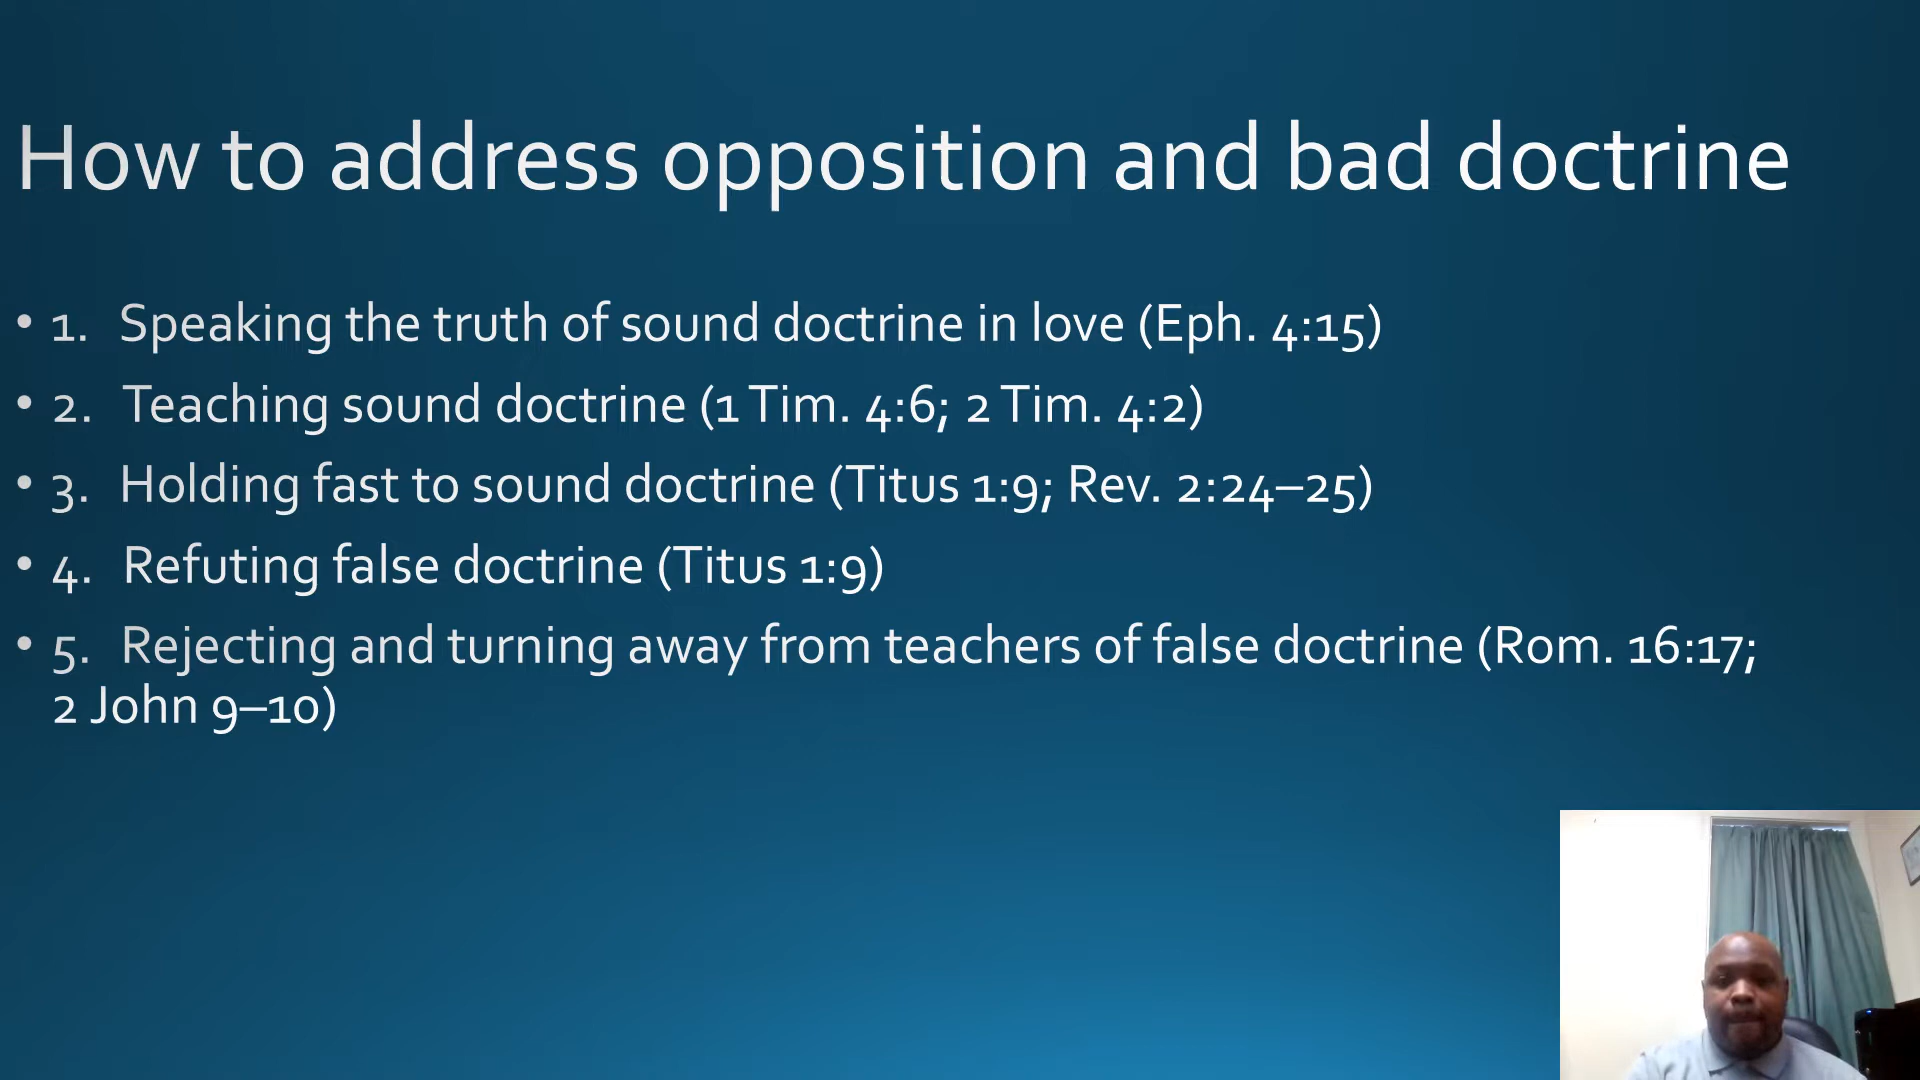 How to address opposition and bad doctrine
• 1. Speaking the truth of sound doctrine in love (Eph. 4:15)
• 2. Teaching sound doctrine (1 Tim. 4:6; 2 Tim. 4:2)
• 3. Holding fast to sound doctrine (Titus 1:9; Rev. 2:24–25)
• 4. Refuting false doctrine (Titus 1:9)
• 5. Rejecting and turning away from teachers of false doctrine (Rom. 16:17;
2 John 9–10)